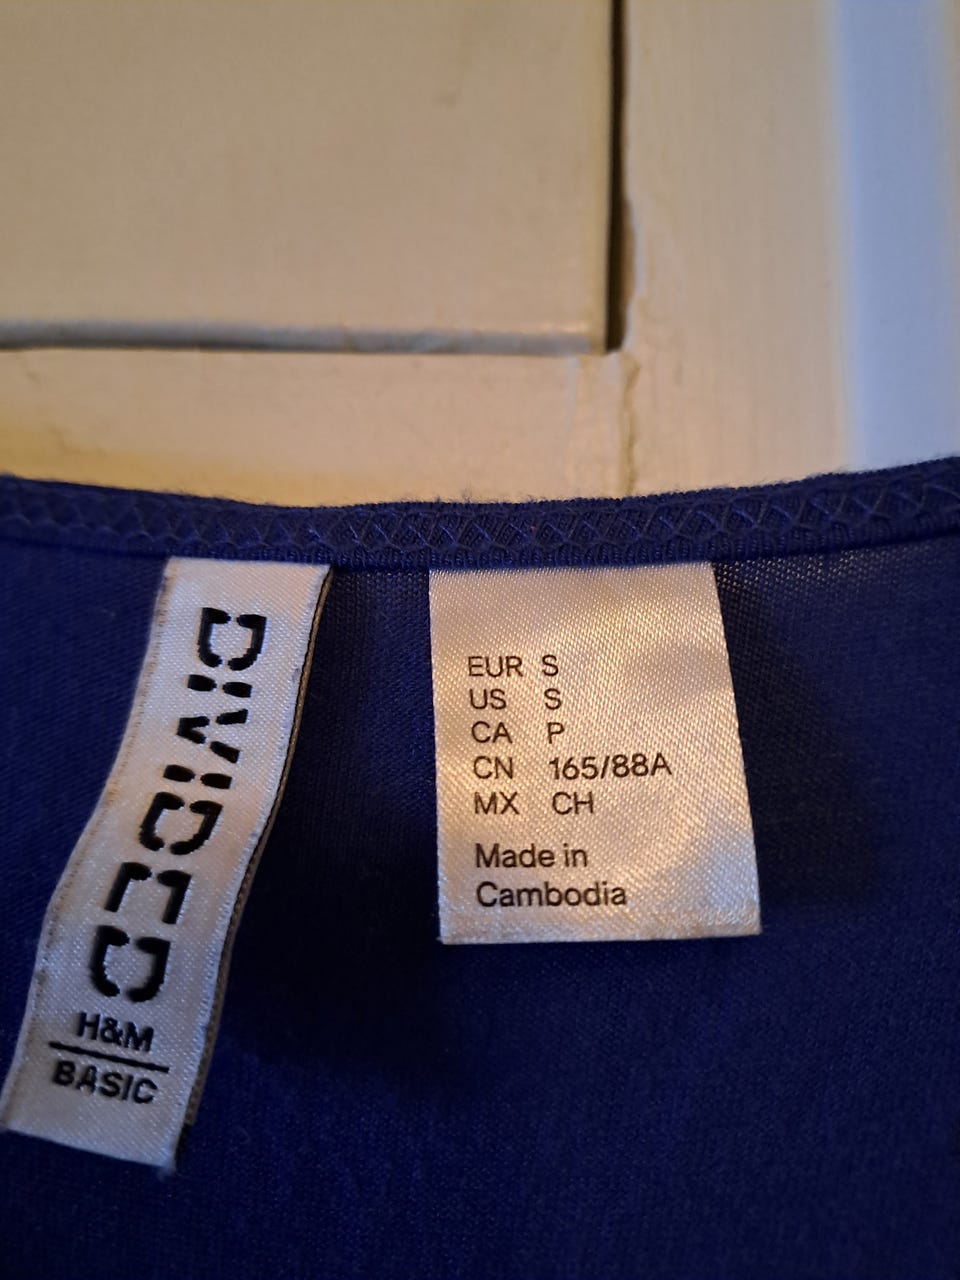 DIVIDED
H&M
BASIC
EUR S
US S
CA P
CN 165/88A
MX CH
Made in
Cambodia